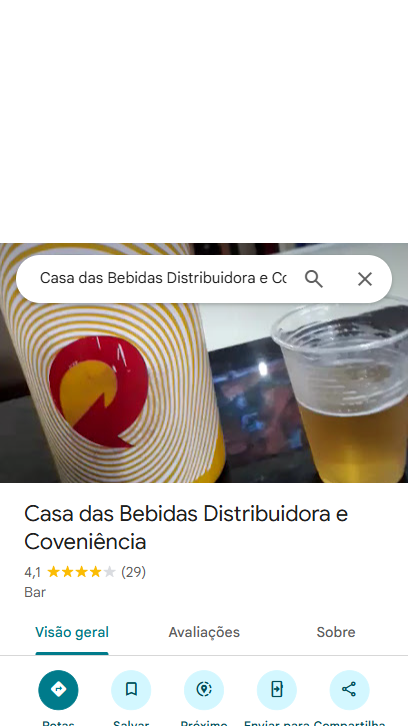 Casa das Bebidas Distribuidora e Co
Casa das Bebidas Distribuidora e
Coveniência
4,1 (29)
Bar
Visão geral Avaliações Sobre
Rotas Salvar Próximo Enviar para Compartilha